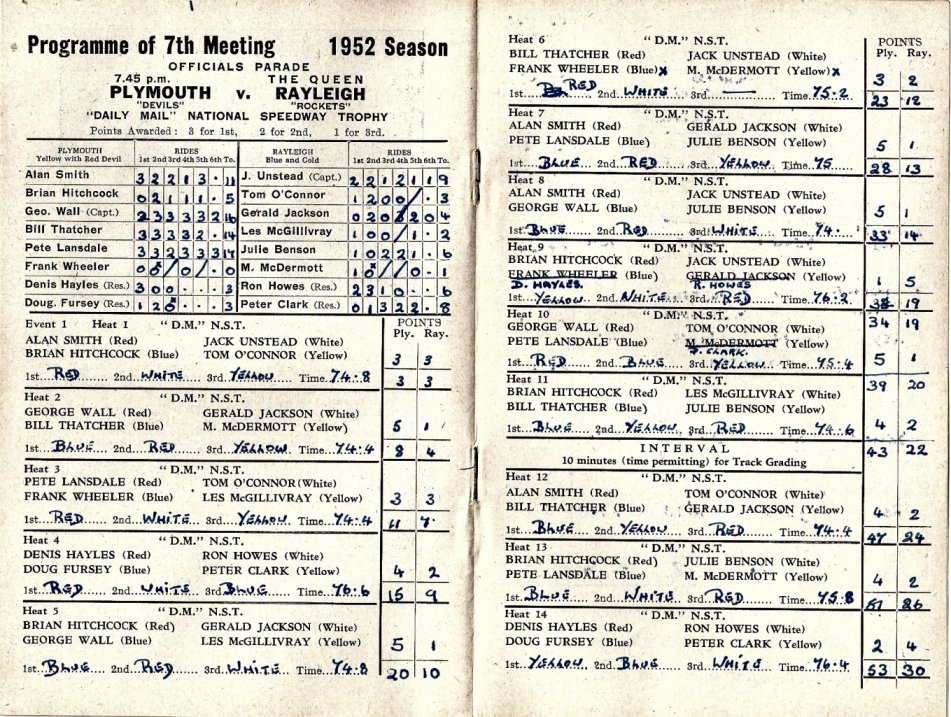 Programme of 7th Meeting 1952 Season
OFFICIALS PARADE
7.45 p.m. THE QUEEN
PLYMOUTH v. RAYLEIGH
"DEVILS" "ROCKETS"
"DAILY MAIL" NATIONAL SPEEDWAY TROPHY
Points Awarded : 3 for 1st, 2 for 2nd, 1 for 3rd.
PLYMOUTH RIDES RAYLEIGH RIDES
Yellow with Red Devil 1st 2nd 3rd 4th 5th 6th To. Blue and Gold 1st 2nd 3rd 4th 5th 6th To.
Alan Smith 3 2 2 1 3 · 11 J. Unstead (Capt.) 2 2 1 2 1 1 9
Brian Hitchcock 0 2 1 1 1 · 5 Tom O'Connor 1 2 0 0 / · 3
Geo. Wall (Capt.) 2 3 3 3 3 2 16 Gerald Jackson 0 2 0 2 0 4
Bill Thatcher 3 3 3 3 2 · 14 Les McGillivray 1 0 0 / 1 · 2
Pete Lansdale 3 3 2 3 3 3 17 Julie Benson 1 0 2 2 1 · 6
Frank Wheeler 0 0 / 0 / · 0 M. McDermott 1 0 / / 0 · 1
Denis Hayles (Res.) 3 0 0 · · · 3 Ron Howes (Res.) 2 3 1 0 · · 6
Doug. Fursey (Res.) 1 2 0 · · · 3 Peter Clark (Res.) 0 1 3 2 2 · 8
Event 1 Heat 1 "D.M." N.S.T. POINTS
Ply. Ray.
ALAN SMITH (Red) JACK UNSTEAD (White)
BRIAN HITCHCOCK (Blue) TOM O'CONNOR (Yellow) 3 3
1st...RED 2nd WHITE 3rd YELLOW Time 74·8 3 3
Heat 2 "D.M." N.S.T.
GEORGE WALL (Red) GERALD JACKSON (White)
BILL THATCHER (Blue) M. McDERMOTT (Yellow) 5 1
1st...BLUE 2nd RED 3rd YELLOW Time 74·4 8 4
Heat 3 "D.M." N.S.T.
PETE LANSDALE (Red) TOM O'CONNOR (White)
FRANK WHEELER (Blue) LES McGILLIVRAY (Yellow) 3 3
1st...RED 2nd WHITE 3rd YELLOW Time 74·4 11 7
Heat 4 "D.M." N.S.T.
DENIS HAYLES (Red) RON HOWES (White)
DOUG FURSEY (Blue) PETER CLARK (Yellow) 4 2
1st...RED 2nd WHITE 3rd BLUE Time 76·6 15 9
Heat 5 "D.M." N.S.T.
BRIAN HITCHCOCK (Red) GERALD JACKSON (White)
GEORGE WALL (Blue) LES McGILLIVRAY (Yellow) 5 1
1st...BLUE 2nd RED 3rd WHITE Time 74·8 20 10
Heat 6 "D.M." N.S.T. POINTS
Ply. Ray.
BILL THATCHER (Red) JACK UNSTEAD (White)
FRANK WHEELER (Blue) x M. McDERMOTT (Yellow) x 3 2
1st...RED 2nd WHITE 3rd — Time 75·2 23 12
Heat 7 "D.M." N.S.T.
ALAN SMITH (Red) GERALD JACKSON (White)
PETE LANSDALE (Blue) JULIE BENSON (Yellow) 5 1
1st...BLUE 2nd RED 3rd YELLOW Time 75 28 13
Heat 8 "D.M." N.S.T.
ALAN SMITH (Red) JACK UNSTEAD (White)
GEORGE WALL (Blue) JULIE BENSON (Yellow) 5 1
1st BLUE 2nd RED 3rd WHITE Time 74· 33 14
Heat 9 "D.M." N.S.T.
BRIAN HITCHCOCK (Red) JACK UNSTEAD (White)
FRANK WHEELER (Blue) GERALD JACKSON (Yellow) 1 5
D. HAYLES. R. HOWES
1st YELLOW 2nd WHITE 3rd RED Time 76·2 19
Heat 10 "D.M." N.S.T. 34 19
GEORGE WALL (Red) TOM O'CONNOR (White)
PETE LANSDALE (Blue) M. McDERMOTT (Yellow)
P. CLARK. 5 1
1st RED 2nd BLUE 3rd YELLOW Time 75·4
Heat 11 "D.M." N.S.T. 39 20
BRIAN HITCHCOCK (Red) LES McGILLIVRAY (White)
BILL THATCHER (Blue) JULIE BENSON (Yellow) 4 2
1st BLUE 2nd YELLOW 3rd RED Time 74·6
INTERVAL 43 22
10 minutes (time permitting) for Track Grading
Heat 12 "D.M." N.S.T.
ALAN SMITH (Red) TOM O'CONNOR (White)
BILL THATCHER (Blue) GERALD JACKSON (Yellow) 4 2
1st BLUE 2nd YELLOW 3rd RED Time 74·4 47 24
Heat 13 "D.M." N.S.T.
BRIAN HITCHCOCK (Red) JULIE BENSON (White)
PETE LANSDALE (Blue) M. McDERMOTT (Yellow) 4 2
1st BLUE 2nd WHITE 3rd RED Time 75·8 51 26
Heat 14 "D.M." N.S.T.
DENIS HAYLES (Red) RON HOWES (White)
DOUG FURSEY (Blue) PETER CLARK (Yellow) 2 4
1st YELLOW 2nd BLUE 3rd WHITE Time 76·4 53 30